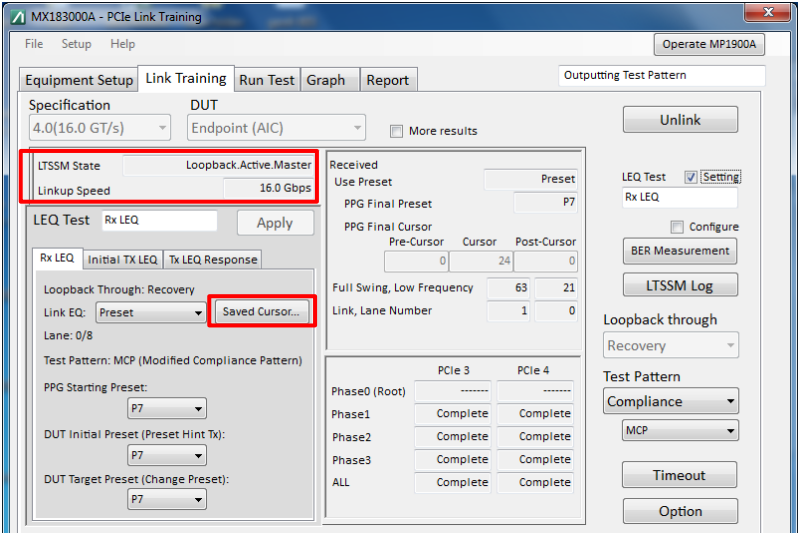 MX183000A - PCIe Link Training
File Setup Help
Operate MP1900A
Equipment Setup Link Training Run Test Graph Report
Outputting Test Pattern
Specification
4.0(16.0 GT/s)
DUT
Endpoint (AIC)
More results
Unlink
LTSSM State Loopback.Active.Master
Linkup Speed 16.0 Gbps
LEQ Test Rx LEQ Apply
Rx LEQ Initial TX LEQ Tx LEQ Response
Loopback Through: Recovery
Link EQ: Preset Saved Cursor...
Lane: 0/8
Test Pattern: MCP (Modified Compliance Pattern)
PPG Starting Preset:
P7
DUT Initial Preset (Preset Hint Tx):
P7
DUT Target Preset (Change Preset):
P7
Received
Use Preset Preset
PPG Final Preset P7
PPG Final Cursor
Pre-Cursor Cursor Post-Cursor
0 24 0
Full Swing, Low Frequency 63 21
Link, Lane Number 1 0
PCIe 3 PCIe 4
Phase0 (Root) ------- -------
Phase1 Complete Complete
Phase2 Complete Complete
Phase3 Complete Complete
ALL Complete Complete
LEQ Test Setting
Rx LEQ
Configure
BER Measurement
LTSSM Log
Loopback through
Recovery
Test Pattern
Compliance
MCP
Timeout
Option